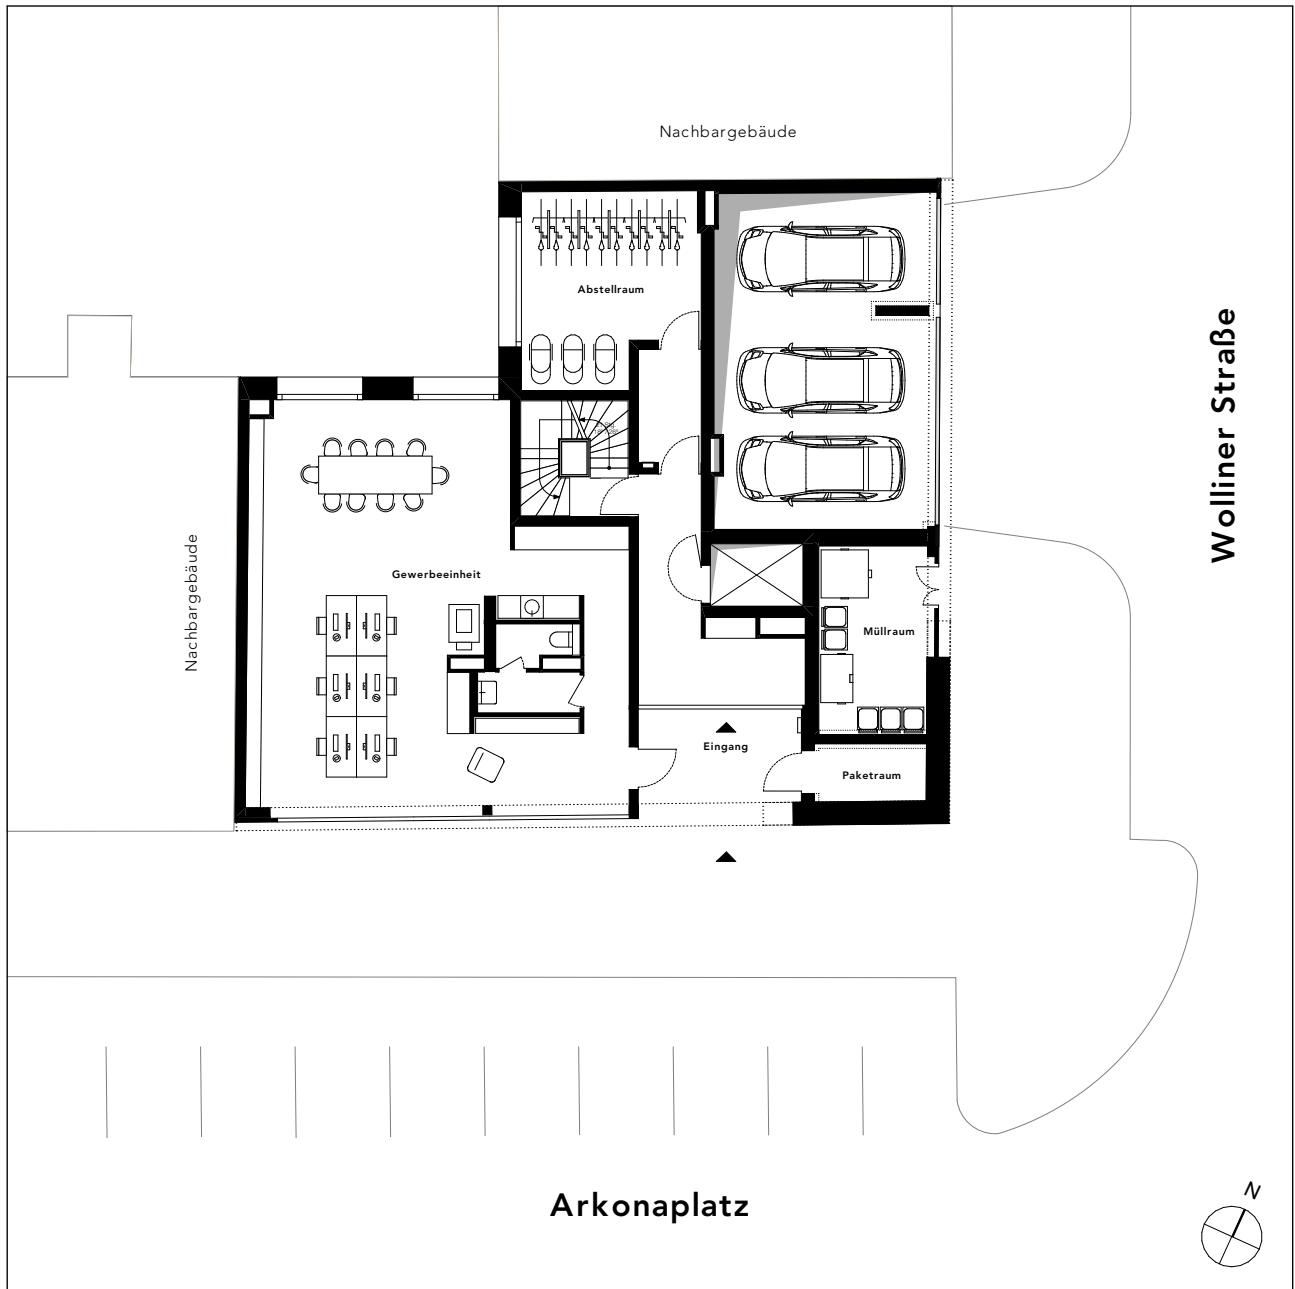 Nachbargebäude
Abstellraum
Wolliner Straße
Nachbargebäude
Gewerbeeinheit
Müllraum
Eingang
Paketraum
Arkonaplatz
N